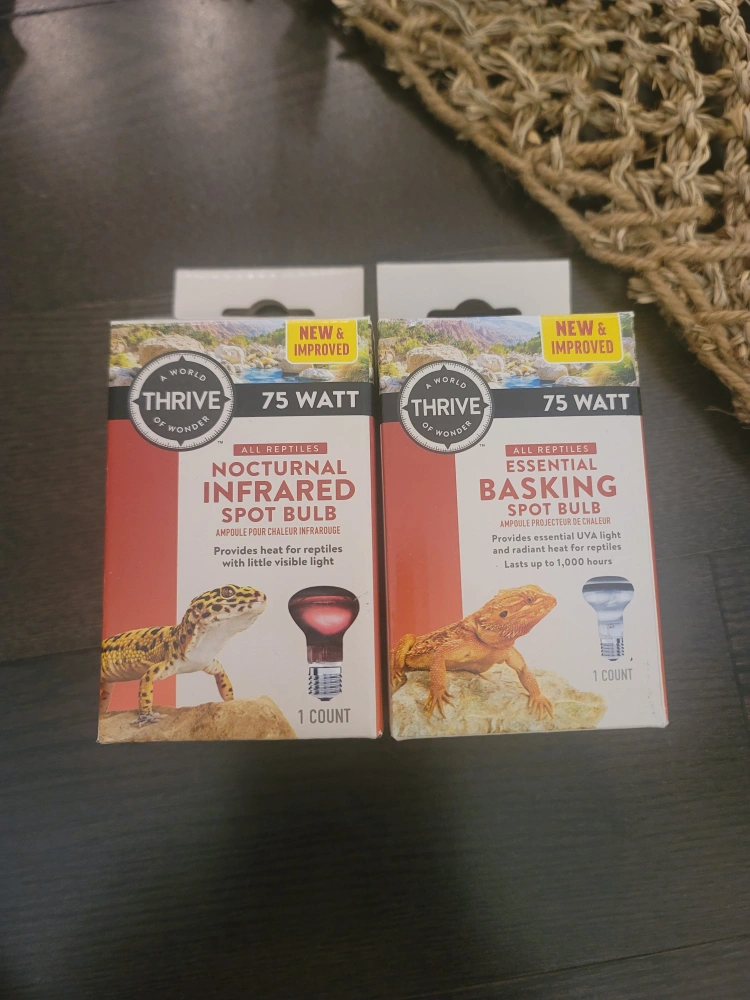 NEW &
IMPROVED
A WORLD
THRIVE
OF WONDER
™
75 WATT
ALL REPTILES
NOCTURNAL
INFRARED
SPOT BULB
AMPOULE POUR CHALEUR INFRAROUGE
Provides heat for reptiles
with little visible light
1 COUNT
NEW &
IMPROVED
A WORLD
THRIVE
OF WONDER
™
75 WATT
ALL REPTILES
ESSENTIAL
BASKING
SPOT BULB
AMPOULE PROJECTEUR DE CHALEUR
Provides essential UVA light
and radiant heat for reptiles
Lasts up to 1,000 hours
1 COUNT